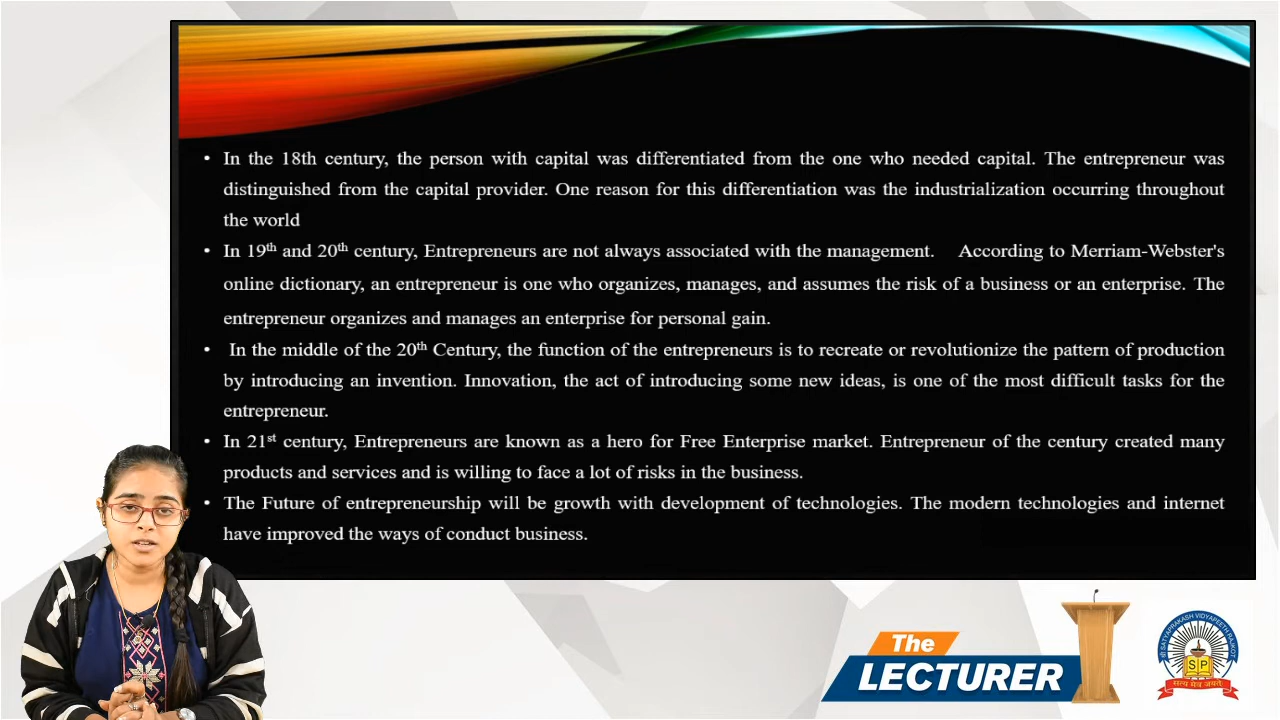 • In the 18th century, the person with capital was differentiated from the one who needed capital. The entrepreneur was
distinguished from the capital provider. One reason for this differentiation was the industrialization occurring throughout
the world
• In 19th and 20th century, Entrepreneurs are not always associated with the management. According to Merriam-Webster's
online dictionary, an entrepreneur is one who organizes, manages, and assumes the risk of a business or an enterprise. The
entrepreneur organizes and manages an enterprise for personal gain.
• In the middle of the 20th Century, the function of the entrepreneurs is to recreate or revolutionize the pattern of production
by introducing an invention. Innovation, the act of introducing some new ideas, is one of the most difficult tasks for the
entrepreneur.
• In 21st century, Entrepreneurs are known as a hero for Free Enterprise market. Entrepreneur of the century created many
products and services and is willing to face a lot of risks in the business.
• The Future of entrepreneurship will be growth with development of technologies. The modern technologies and internet
have improved the ways of conduct business.
The
LECTURER
SATYAPRAKASH VIDYAPEETH RAJKOT
SP
सत्य मेव जयते